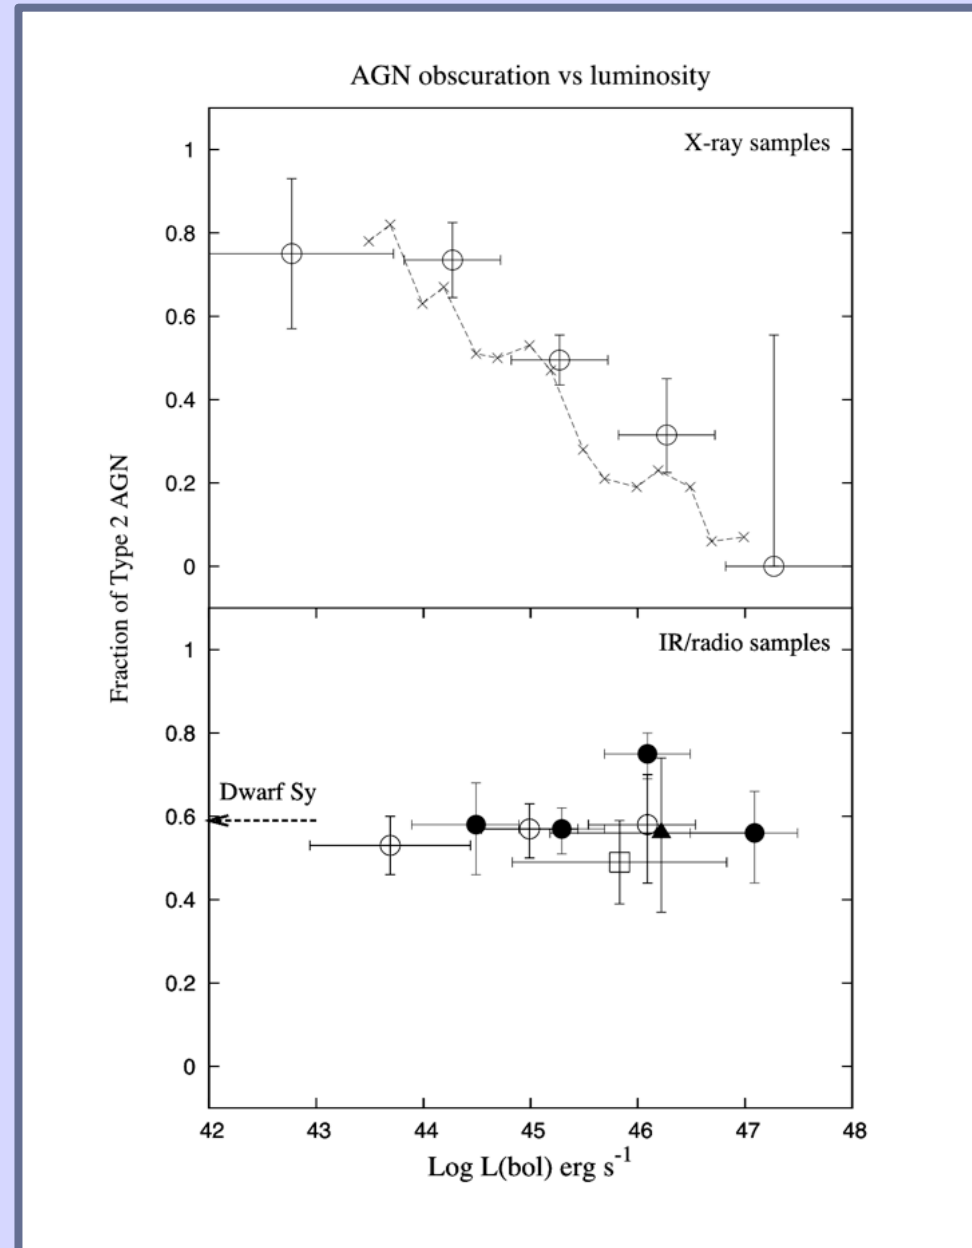 AGN obscuration vs luminosity
X-ray samples
1
0.8
0.6
0.4
0.2
0
Fraction of Type 2 AGN
IR/radio samples
1
0.8
Dwarf Sy
0.6
0.4
0.2
0
42 43 44 45 46 47 48
Log L(bol) erg s⁻¹